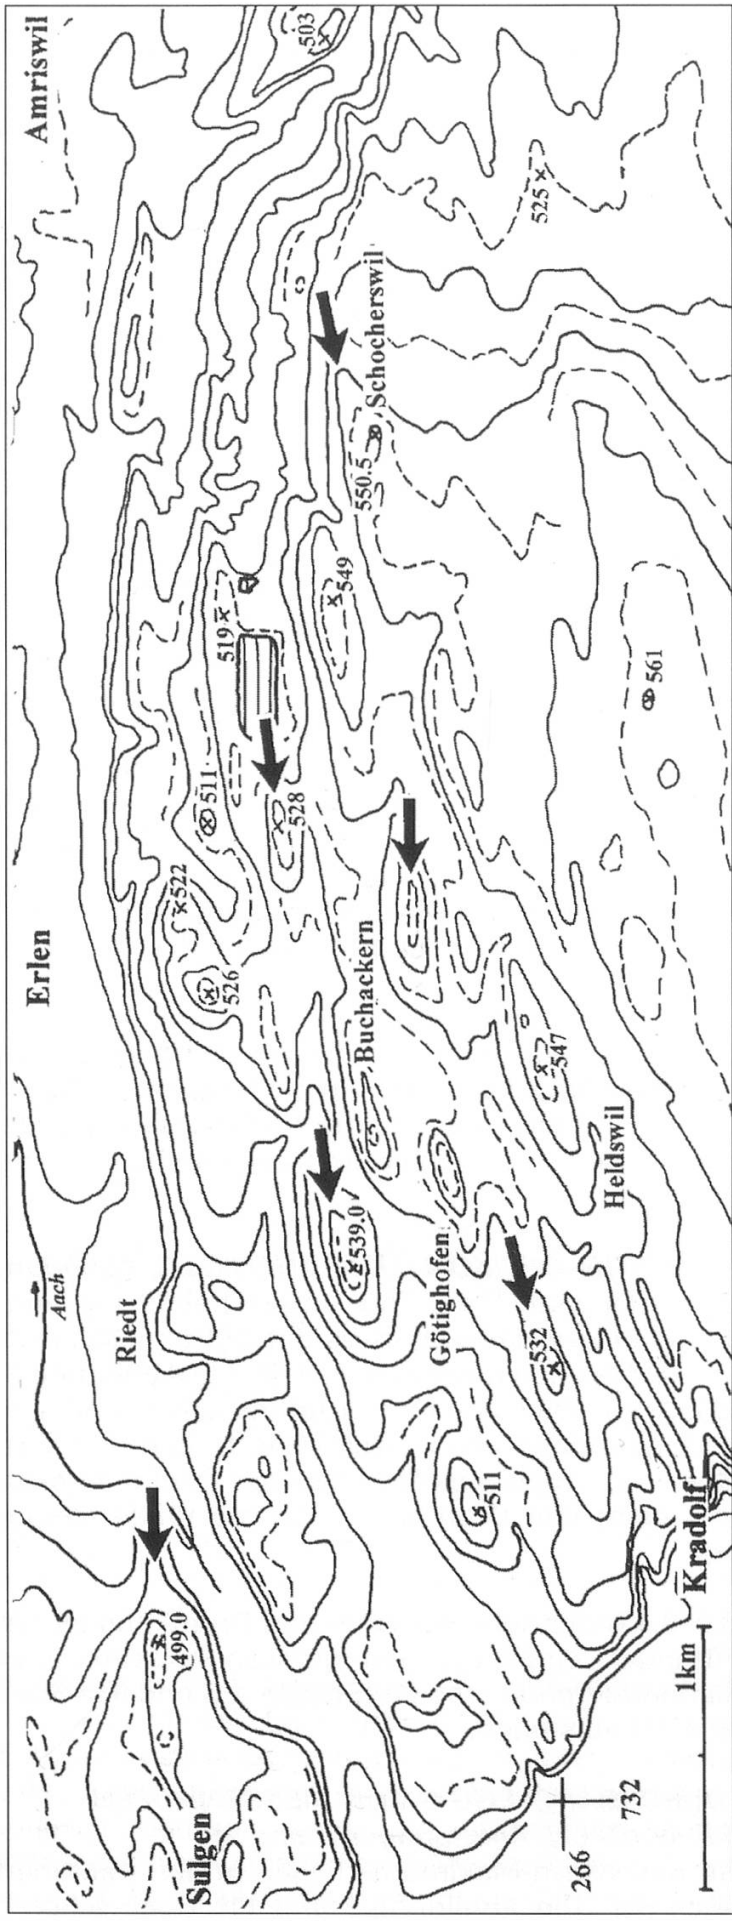 Amriswil
503
525
Schocherswil
550.5
549
519
561
511
528
522
Erlen
526
Buchackern
547
Heldswil
539.0
Aach
Riedt
Götighofen
532
511
Kradolf
499.0
Sulgen
1km
732
266